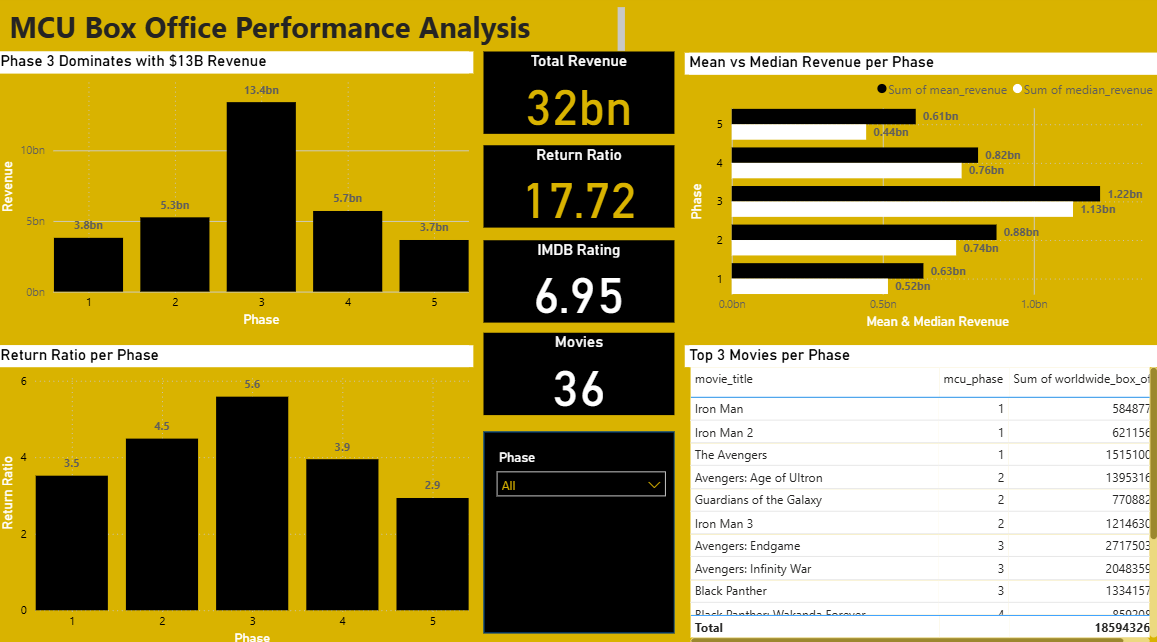 MCU Box Office Performance Analysis
Phase 3 Dominates with $13B Revenue
Revenue
10bn
5bn
0bn
3.8bn
5.3bn
13.4bn
5.7bn
3.7bn
1 2 3 4 5
Phase
Return Ratio per Phase
Return Ratio
6
4
2
0
3.5
4.5
5.6
3.9
2.9
1 2 3 4 5
Phase
Total Revenue
32bn
Return Ratio
17.72
IMDB Rating
6.95
Movies
36
Phase
All
Mean vs Median Revenue per Phase
Sum of mean_revenue Sum of median_revenue
Phase
5 0.61bn
0.44bn
4 0.82bn
0.76bn
3 1.22bn
1.13bn
2 0.88bn
0.74bn
1 0.63bn
0.52bn
0.0bn 0.5bn 1.0bn
Mean & Median Revenue
Top 3 Movies per Phase
movie_title mcu_phase Sum of worldwide_box_of
Iron Man 1 584877
Iron Man 2 1 621156
The Avengers 1 1515100
Avengers: Age of Ultron 2 1395316
Guardians of the Galaxy 2 770882
Iron Man 3 2 1214630
Avengers: Endgame 3 2717503
Avengers: Infinity War 3 2048359
Black Panther 3 1334157
Black Panther: Wakanda Forever 4 859208
Total 18594326